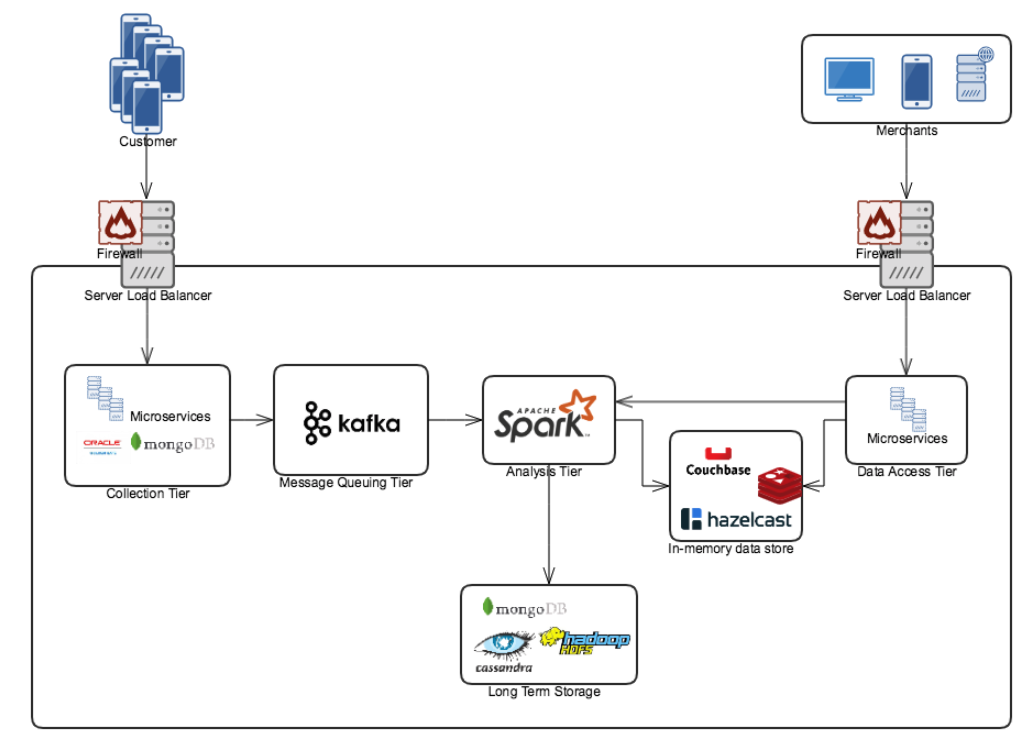 Customer
Merchants
Firewall
Server Load Balancer
Firewall
Server Load Balancer
Microservices
ORACLE
mongoDB
Collection Tier
kafka
Message Queuing Tier
APACHE
Spark
Analysis Tier
Couchbase
hazelcast
In-memory data store
Microservices
Data Access Tier
mongoDB
cassandra
hadoop
HDFS
Long Term Storage